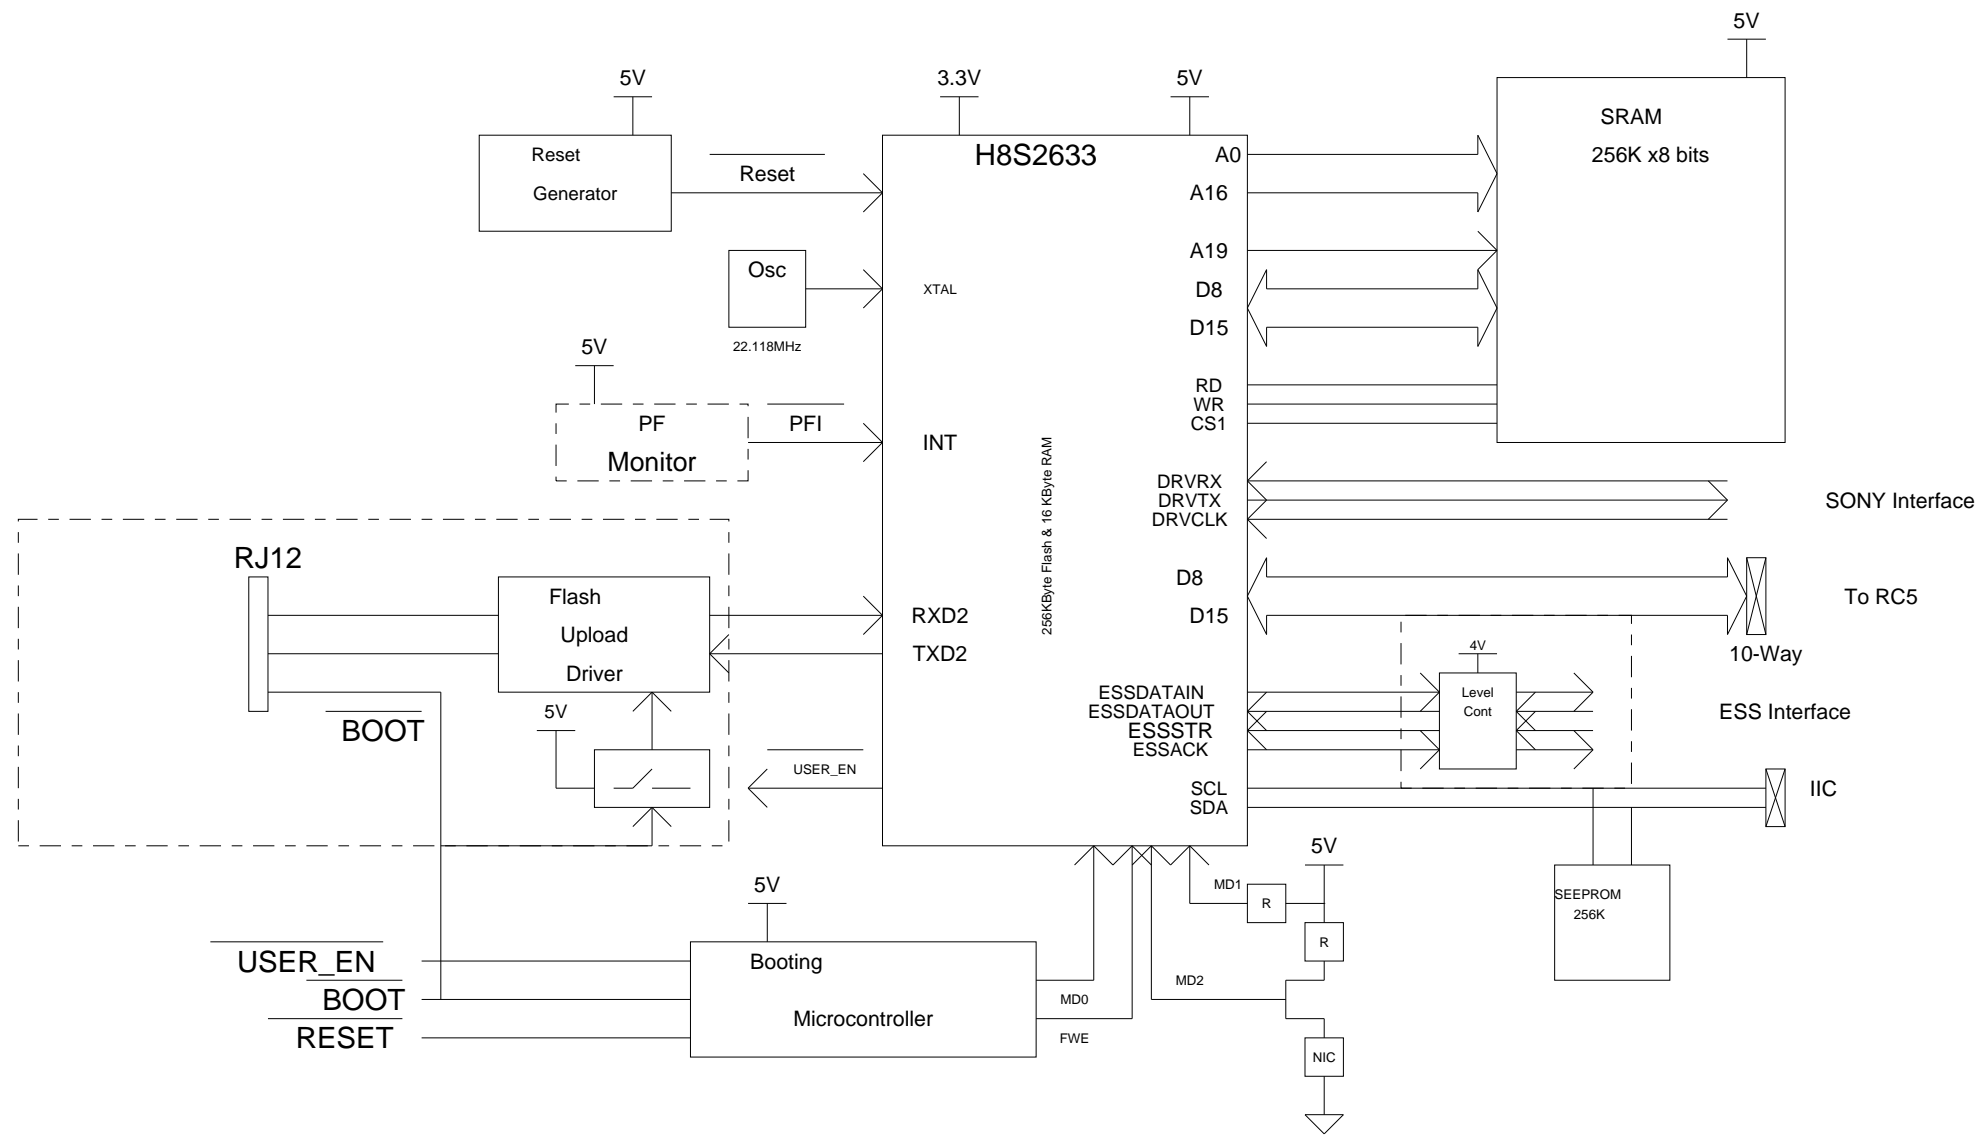 5V
5V
3.3V
5V
SRAM
256K x8 bits
Reset
Generator
Reset
H8S2633
A0
A16
A19
D8
D15
Osc
XTAL
22.118MHz
5V
PF
Monitor
PFI
INT
RD
WR
CS1
256KByte Flash & 16 KByte RAM
DRVRX
DRVTX
DRVCLK
SONY Interface
RJ12
Flash
Upload
Driver
RXD2
TXD2
D8
D15
To RC5
10-Way
4V
Level
Cont
ESSDATAIN
ESSDATAOUT
ESSSTR
ESSACK
ESS Interface
BOOT
5V
USER_EN
SCL
SDA
IIC
5V
MD1
R
R
SEEPROM
256K
5V
USER_EN
BOOT
RESET
Booting
Microcontroller
MD0
FWE
MD2
NIC